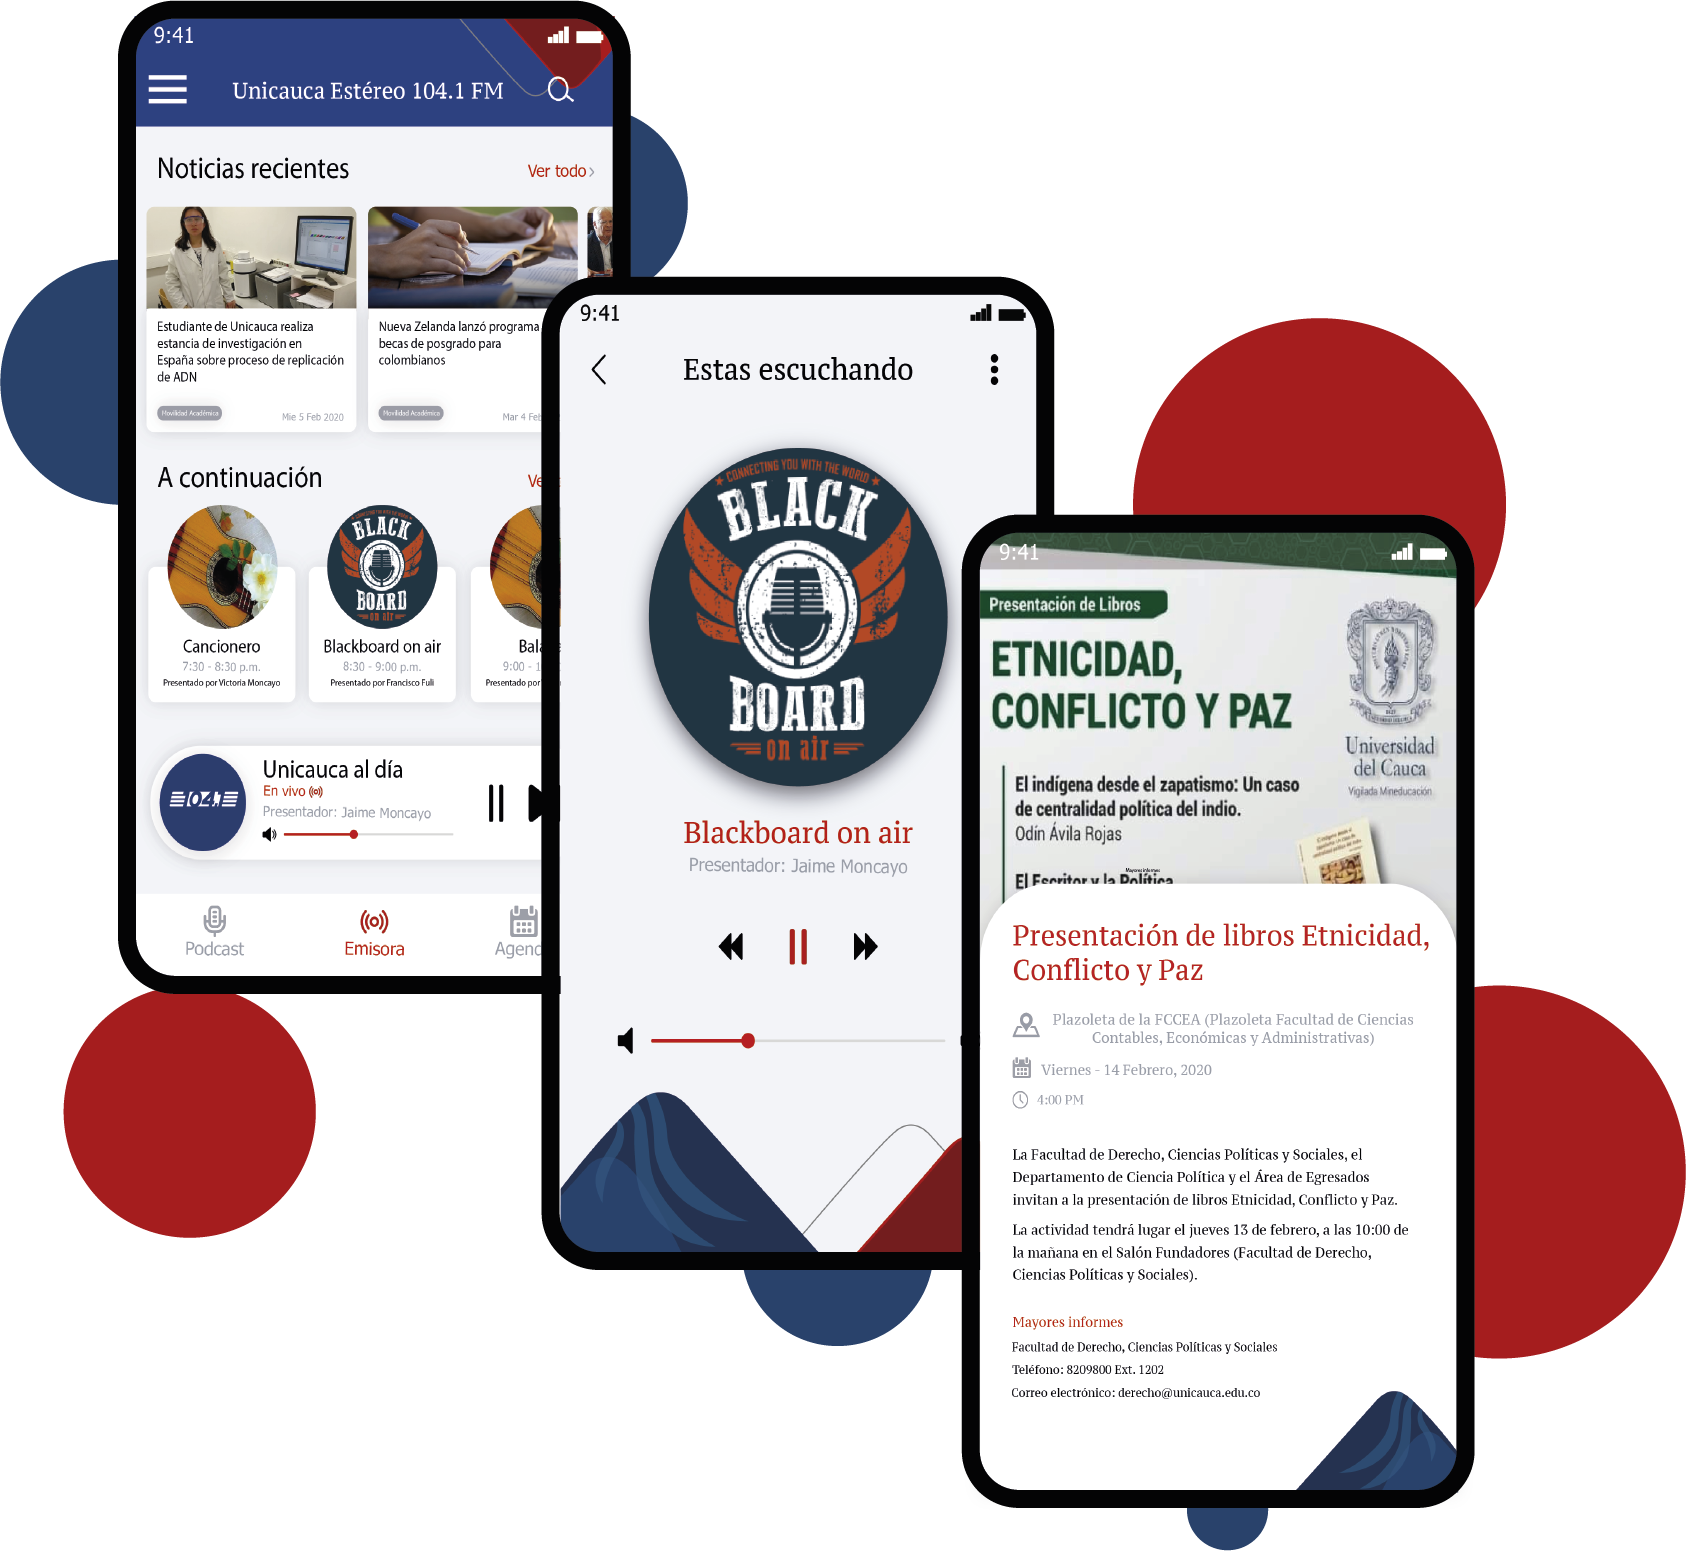 9:41
Unicauca Estéreo 104.1 FM
Noticias recientes
Ver todo
Estudiante de Unicauca realiza
estancia de investigación en
España sobre proceso de replicación
de ADN
Movilidad Académica
Mie 5 Feb 2020
Nueva Zelanda lanzó programa
becas de posgrado para
colombianos
Movilidad Académica
Mar 4 Feb
A continuación
BLACK
BOARD
on air
Cancionero
7:30 - 8:30 p.m.
Presentado por Victoria Moncayo
Blackboard on air
8:30 - 9:00 p.m.
Presentado por Francisco Fuli
9:00 -
Presentado por
104.1
Unicauca al día
En vivo
Presentador: Jaime Moncayo
Podcast
Emisora
9:41
Estas escuchando
CONNECTING YOU WITH THE WORLD
BLACK
BOARD
on air
Blackboard on air
Presentador: Jaime Moncayo
9:41
Presentación de Libros
ETNICIDAD,
CONFLICTO Y PAZ
Universidad
del Cauca
Vigilada Mineducación
El indígena desde el zapatismo: Un caso
de centralidad política del indio.
Odín Ávila Rojas
Mayores informes
El Escritor y la Política
Presentación de libros Etnicidad,
Conflicto y Paz
Plazoleta de la FCCEA (Plazoleta Facultad de Ciencias
Contables, Económicas y Administrativas)
Viernes - 14 Febrero, 2020
4:00 PM
La Facultad de Derecho, Ciencias Políticas y Sociales, el
Departamento de Ciencia Política y el Área de Egresados
invitan a la presentación de libros Etnicidad, Conflicto y Paz.
La actividad tendrá lugar el jueves 13 de febrero, a las 10:00 de
la mañana en el Salón Fundadores (Facultad de Derecho,
Ciencias Políticas y Sociales).
Mayores informes
Facultad de Derecho, Ciencias Políticas y Sociales
Teléfono: 8209800 Ext. 1202
Correo electrónico: derecho@unicauca.edu.co